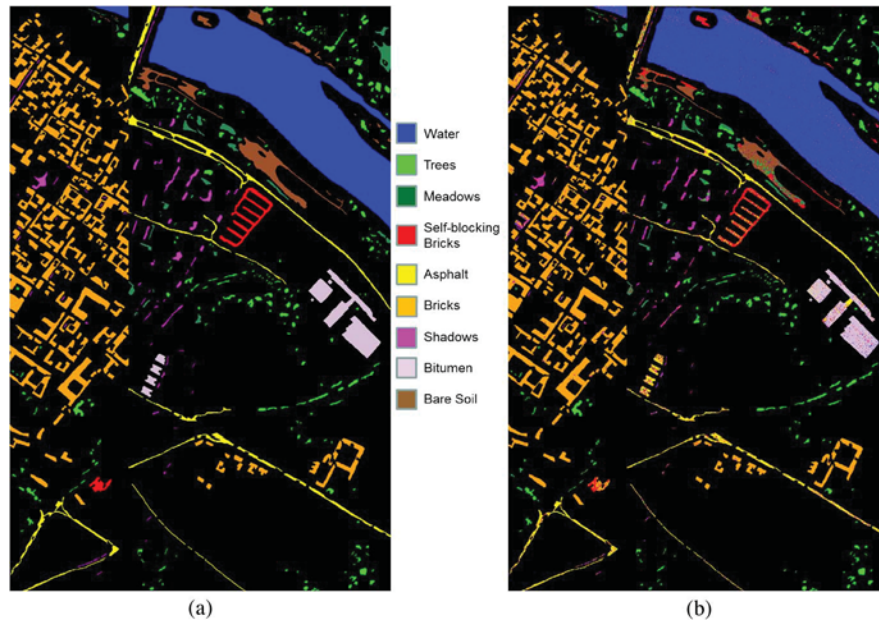 Water
Trees
Meadows
Self-blocking
Bricks
Asphalt
Bricks
Shadows
Bitumen
Bare Soil
(a)
(b)